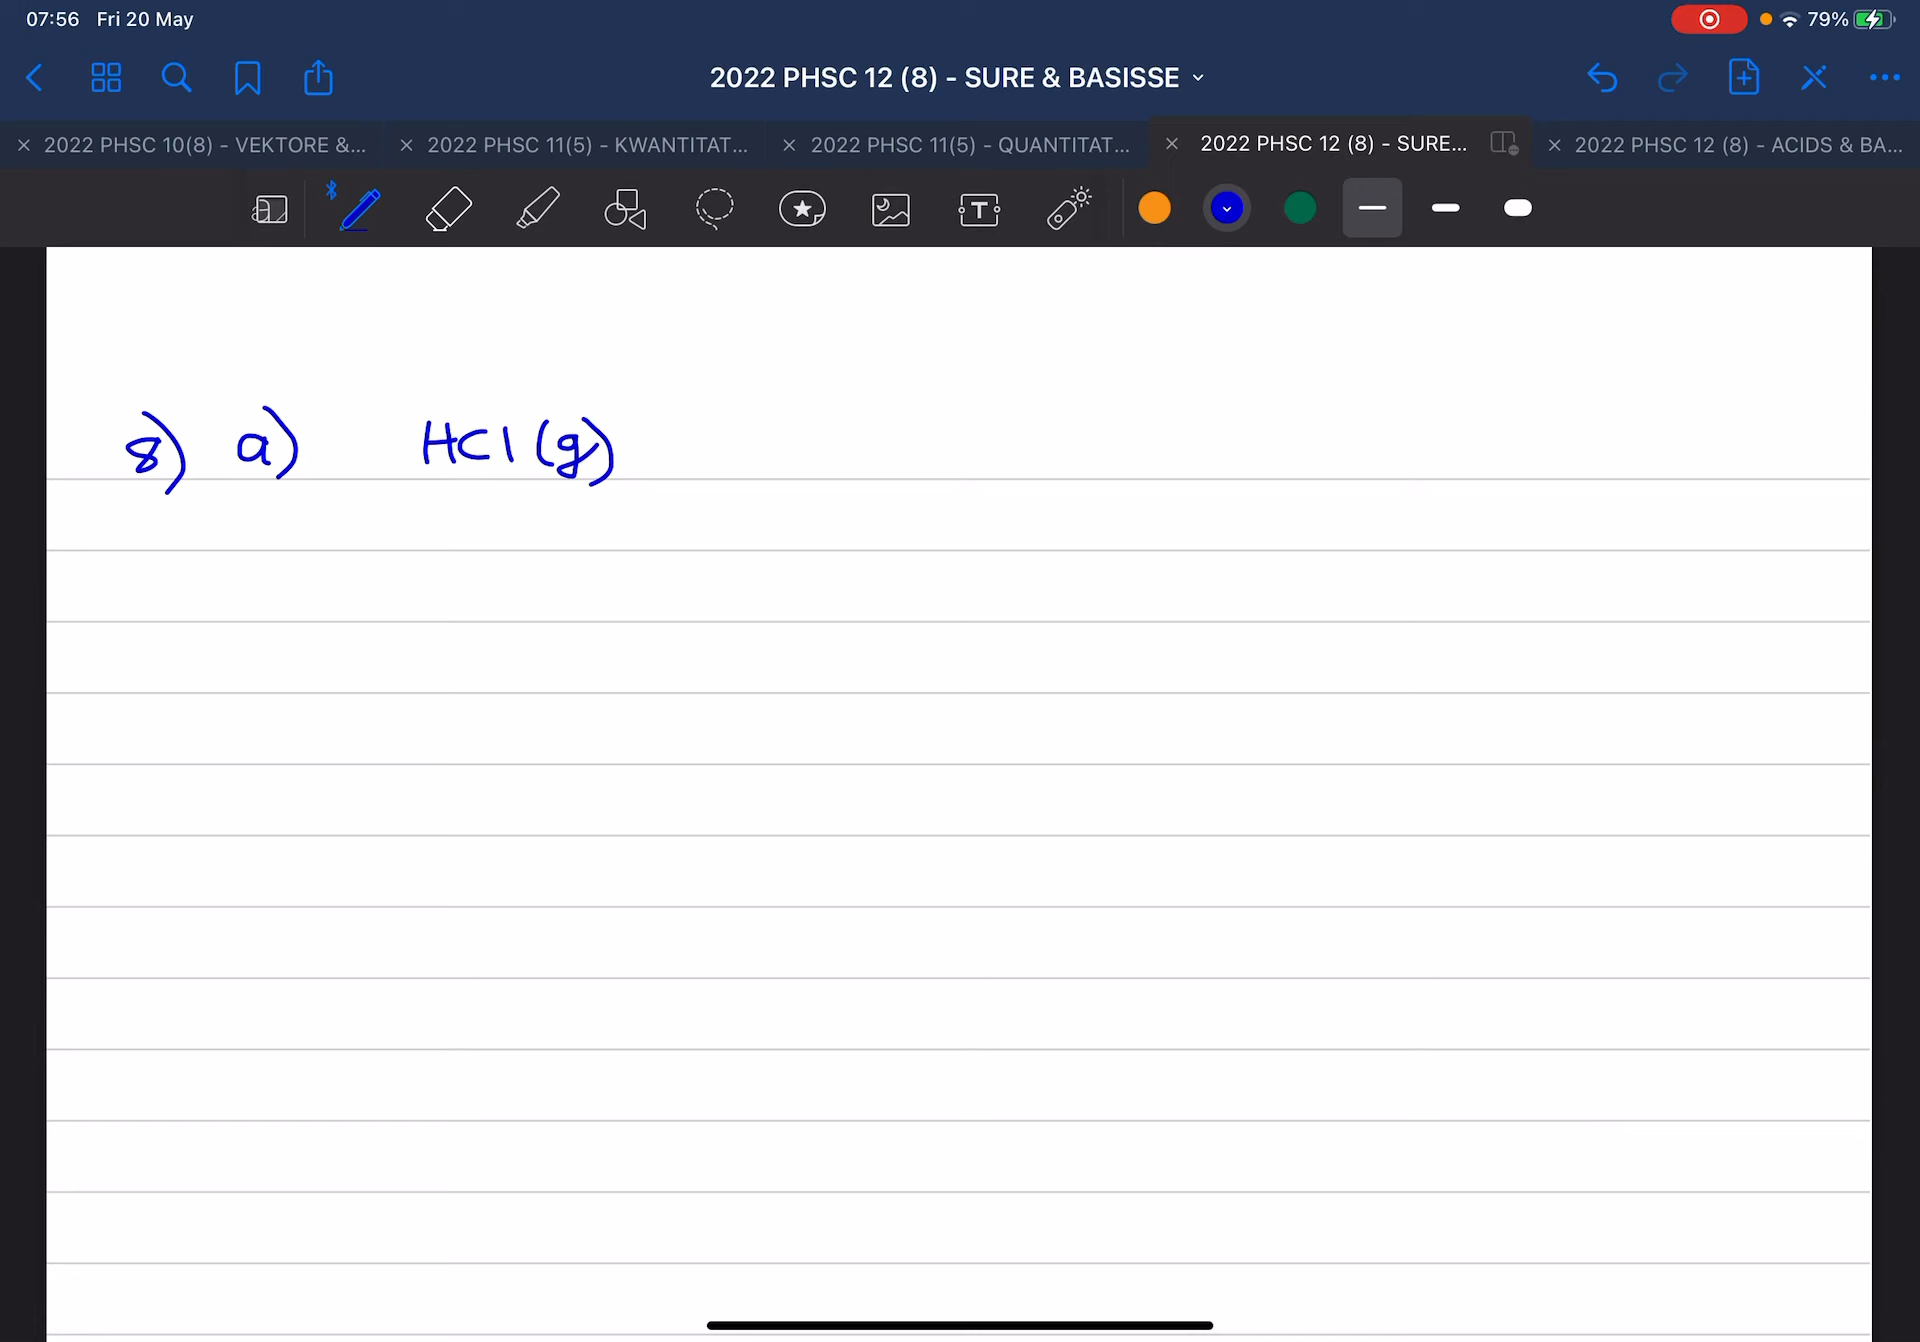 07:56 Fri 20 May 79%
2022 PHSC 12 (8) - SURE & BASISSE
2022 PHSC 10(8) - VEKTORE &... 2022 PHSC 11(5) - KWANTITAT... 2022 PHSC 11(5) - QUANTITAT... 2022 PHSC 12 (8) - SURE... 2022 PHSC 12 (8) - ACIDS & BA...
8) a) HCl (g)